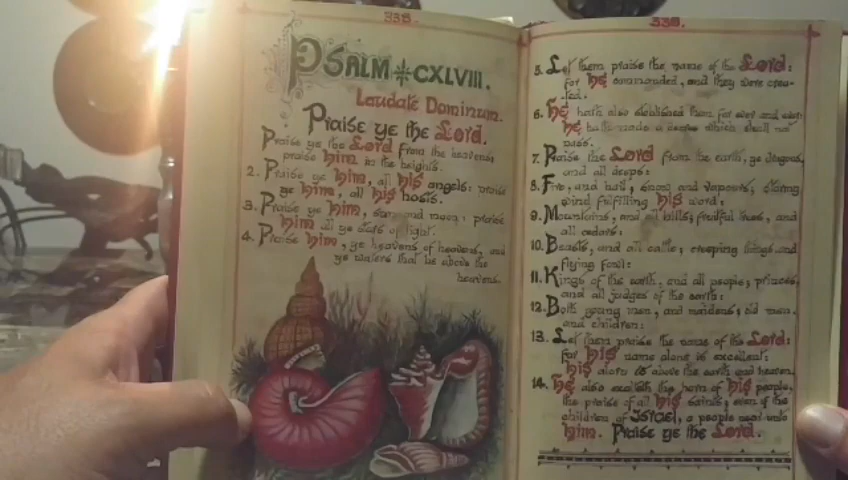 338.
PSALM CXLVIII.
Laudate Dominum.
Praise ye the Lord.
Praise ye the Lord from the heavens
praise him in the heights.
2. Praise ye him, all his angels: praise
ye him, all his hosts.
3. Praise ye him, sun and moon: praise
him all ye stars of light.
4. Praise him, ye heavens of heavens, and
ye waters that be above the
heavens.
338.
5. Let them praise the name of the Lord:
for he commanded, and they were crea-
ted.
6. He hath also stablished them for ever and ever:
he hath made a decree which shall not
pass.
7. Praise the Lord from the earth, ye dragons,
and all deeps:
8. Fire, and hail; snow and vapours; stormy
wind fulfilling his word:
9. Mountains, and all hills; fruitful trees, and
all cedars:
10. Beasts, and all cattle; creeping things, and
flying fowl:
11. Kings of the earth, and all people; princes,
and all judges of the earth:
12. Both young men, and maidens; old men,
and children:
13. Let them praise the name of the Lord:
for his name alone is excellent;
his glory is above the earth and heaven.
14. He also exalteth the horn of his people,
the praise of all his saints; even of the
children of Israel, a people near unto
him. Praise ye the Lord.